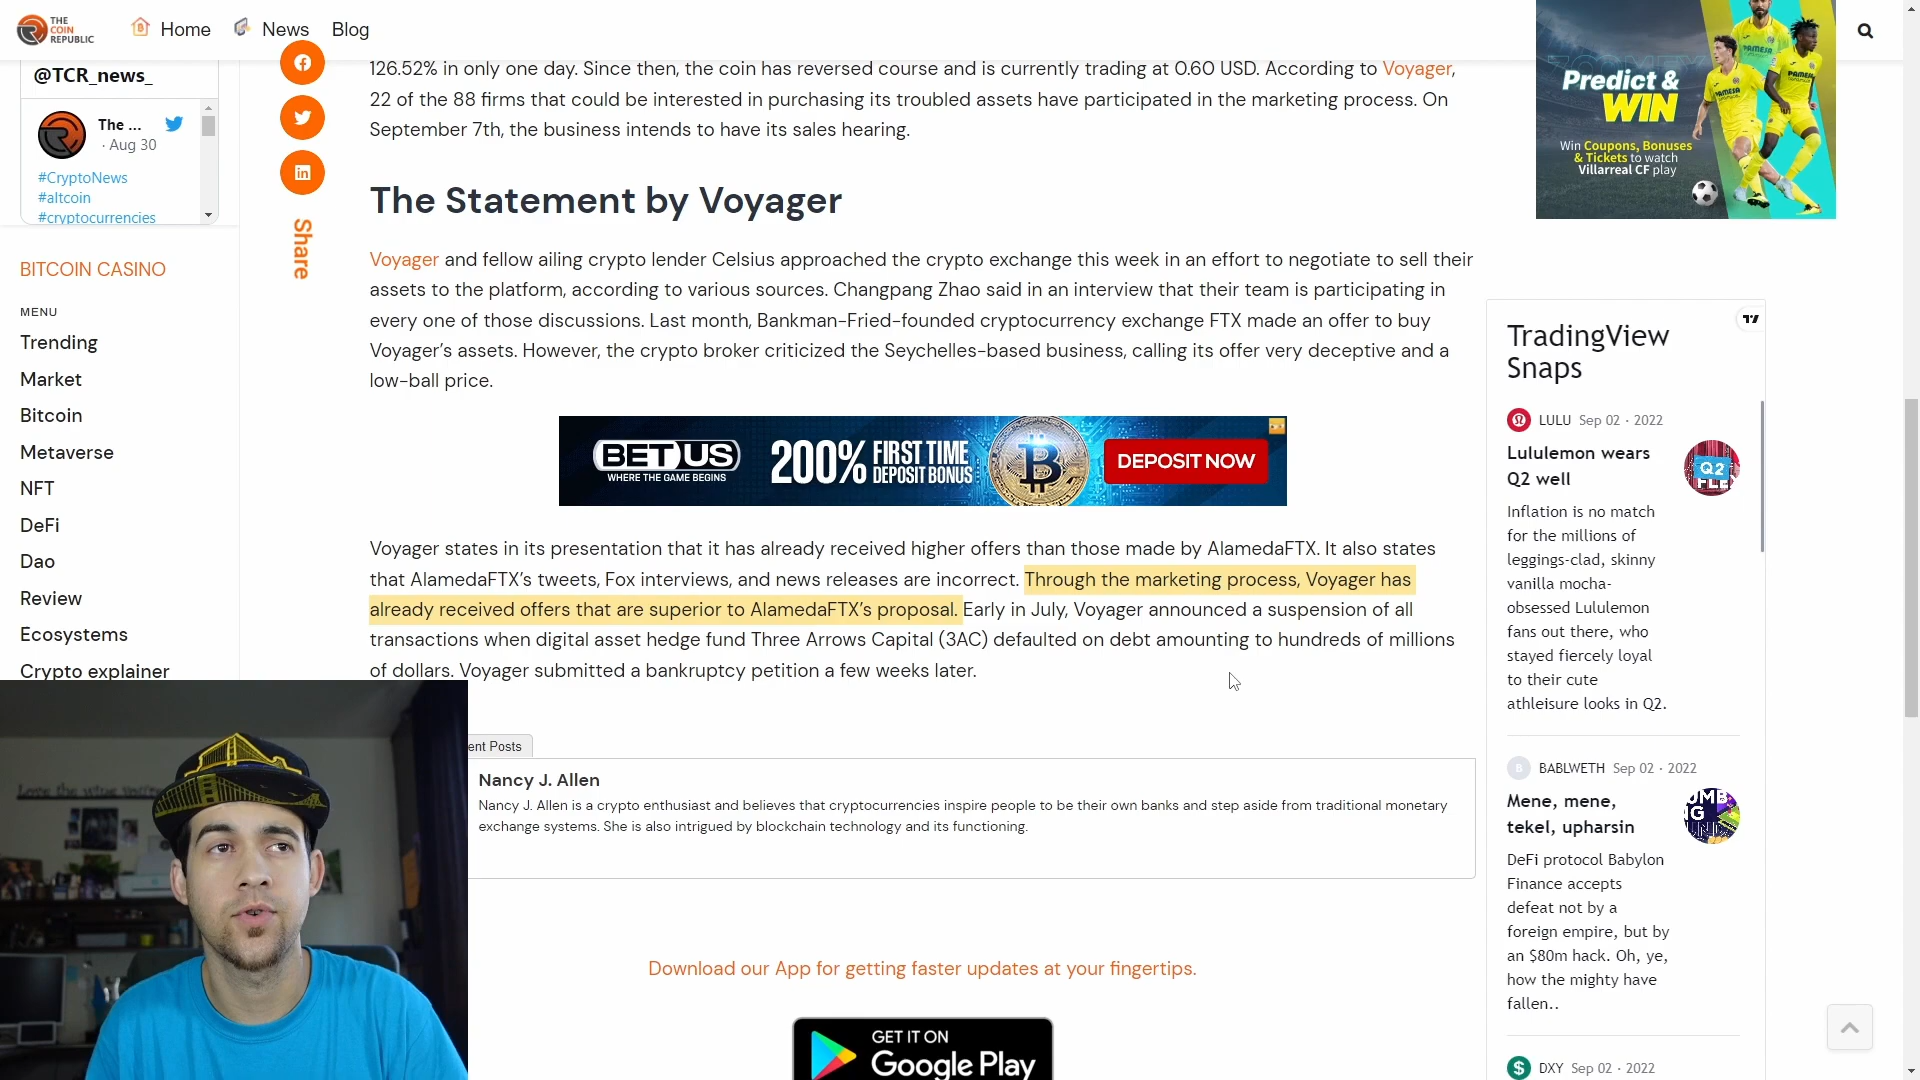 THE
COIN
REPUBLIC
Home
News
Blog
@TCR_news_
The ...
· Aug 30
#CryptoNews
#altcoin
#cryptocurrencies
BITCOIN CASINO
MENU
Trending
Market
Bitcoin
Metaverse
NFT
DeFi
Dao
Review
Ecosystems
Crypto explainer
Share
126.52% in only one day. Since then, the coin has reversed course and is currently trading at 0.60 USD. According to Voyager,
22 of the 88 firms that could be interested in purchasing its troubled assets have participated in the marketing process. On
September 7th, the business intends to have its sales hearing.
The Statement by Voyager
Voyager and fellow ailing crypto lender Celsius approached the crypto exchange this week in an effort to negotiate to sell their
assets to the platform, according to various sources. Changpang Zhao said in an interview that their team is participating in
every one of those discussions. Last month, Bankman-Fried-founded cryptocurrency exchange FTX made an offer to buy
Voyager’s assets. However, the crypto broker criticized the Seychelles-based business, calling its offer very deceptive and a
low-ball price.
BETUS
WHERE THE GAME BEGINS
200% FIRST TIME
DEPOSIT BONUS
DEPOSIT NOW
Voyager states in its presentation that it has already received higher offers than those made by AlamedaFTX. It also states
that AlamedaFTX’s tweets, Fox interviews, and news releases are incorrect. Through the marketing process, Voyager has
already received offers that are superior to AlamedaFTX’s proposal. Early in July, Voyager announced a suspension of all
transactions when digital asset hedge fund Three Arrows Capital (3AC) defaulted on debt amounting to hundreds of millions
of dollars. Voyager submitted a bankruptcy petition a few weeks later.
ent Posts
Nancy J. Allen
Nancy J. Allen is a crypto enthusiast and believes that cryptocurrencies inspire people to be their own banks and step aside from traditional monetary
exchange systems. She is also intrigued by blockchain technology and its functioning.
Download our App for getting faster updates at your fingertips.
GET IT ON
Google Play
Predict &
WIN
Win Coupons, Bonuses
& Tickets to watch
Villarreal CF play
PAMESA
PAMESA
TradingView
Snaps
LULU Sep 02 · 2022
Lululemon wears
Q2 well
Q2
Inflation is no match
for the millions of
leggings-clad, skinny
vanilla mocha-
obsessed Lululemon
fans out there, who
stayed fiercely loyal
to their cute
athleisure looks in Q2.
B BABLWETH Sep 02 · 2022
Mene, mene,
tekel, upharsin
DeFi protocol Babylon
Finance accepts
defeat not by a
foreign empire, but by
an $80m hack. Oh, ye,
how the mighty have
fallen..
$ DXY Sep 02 · 2022